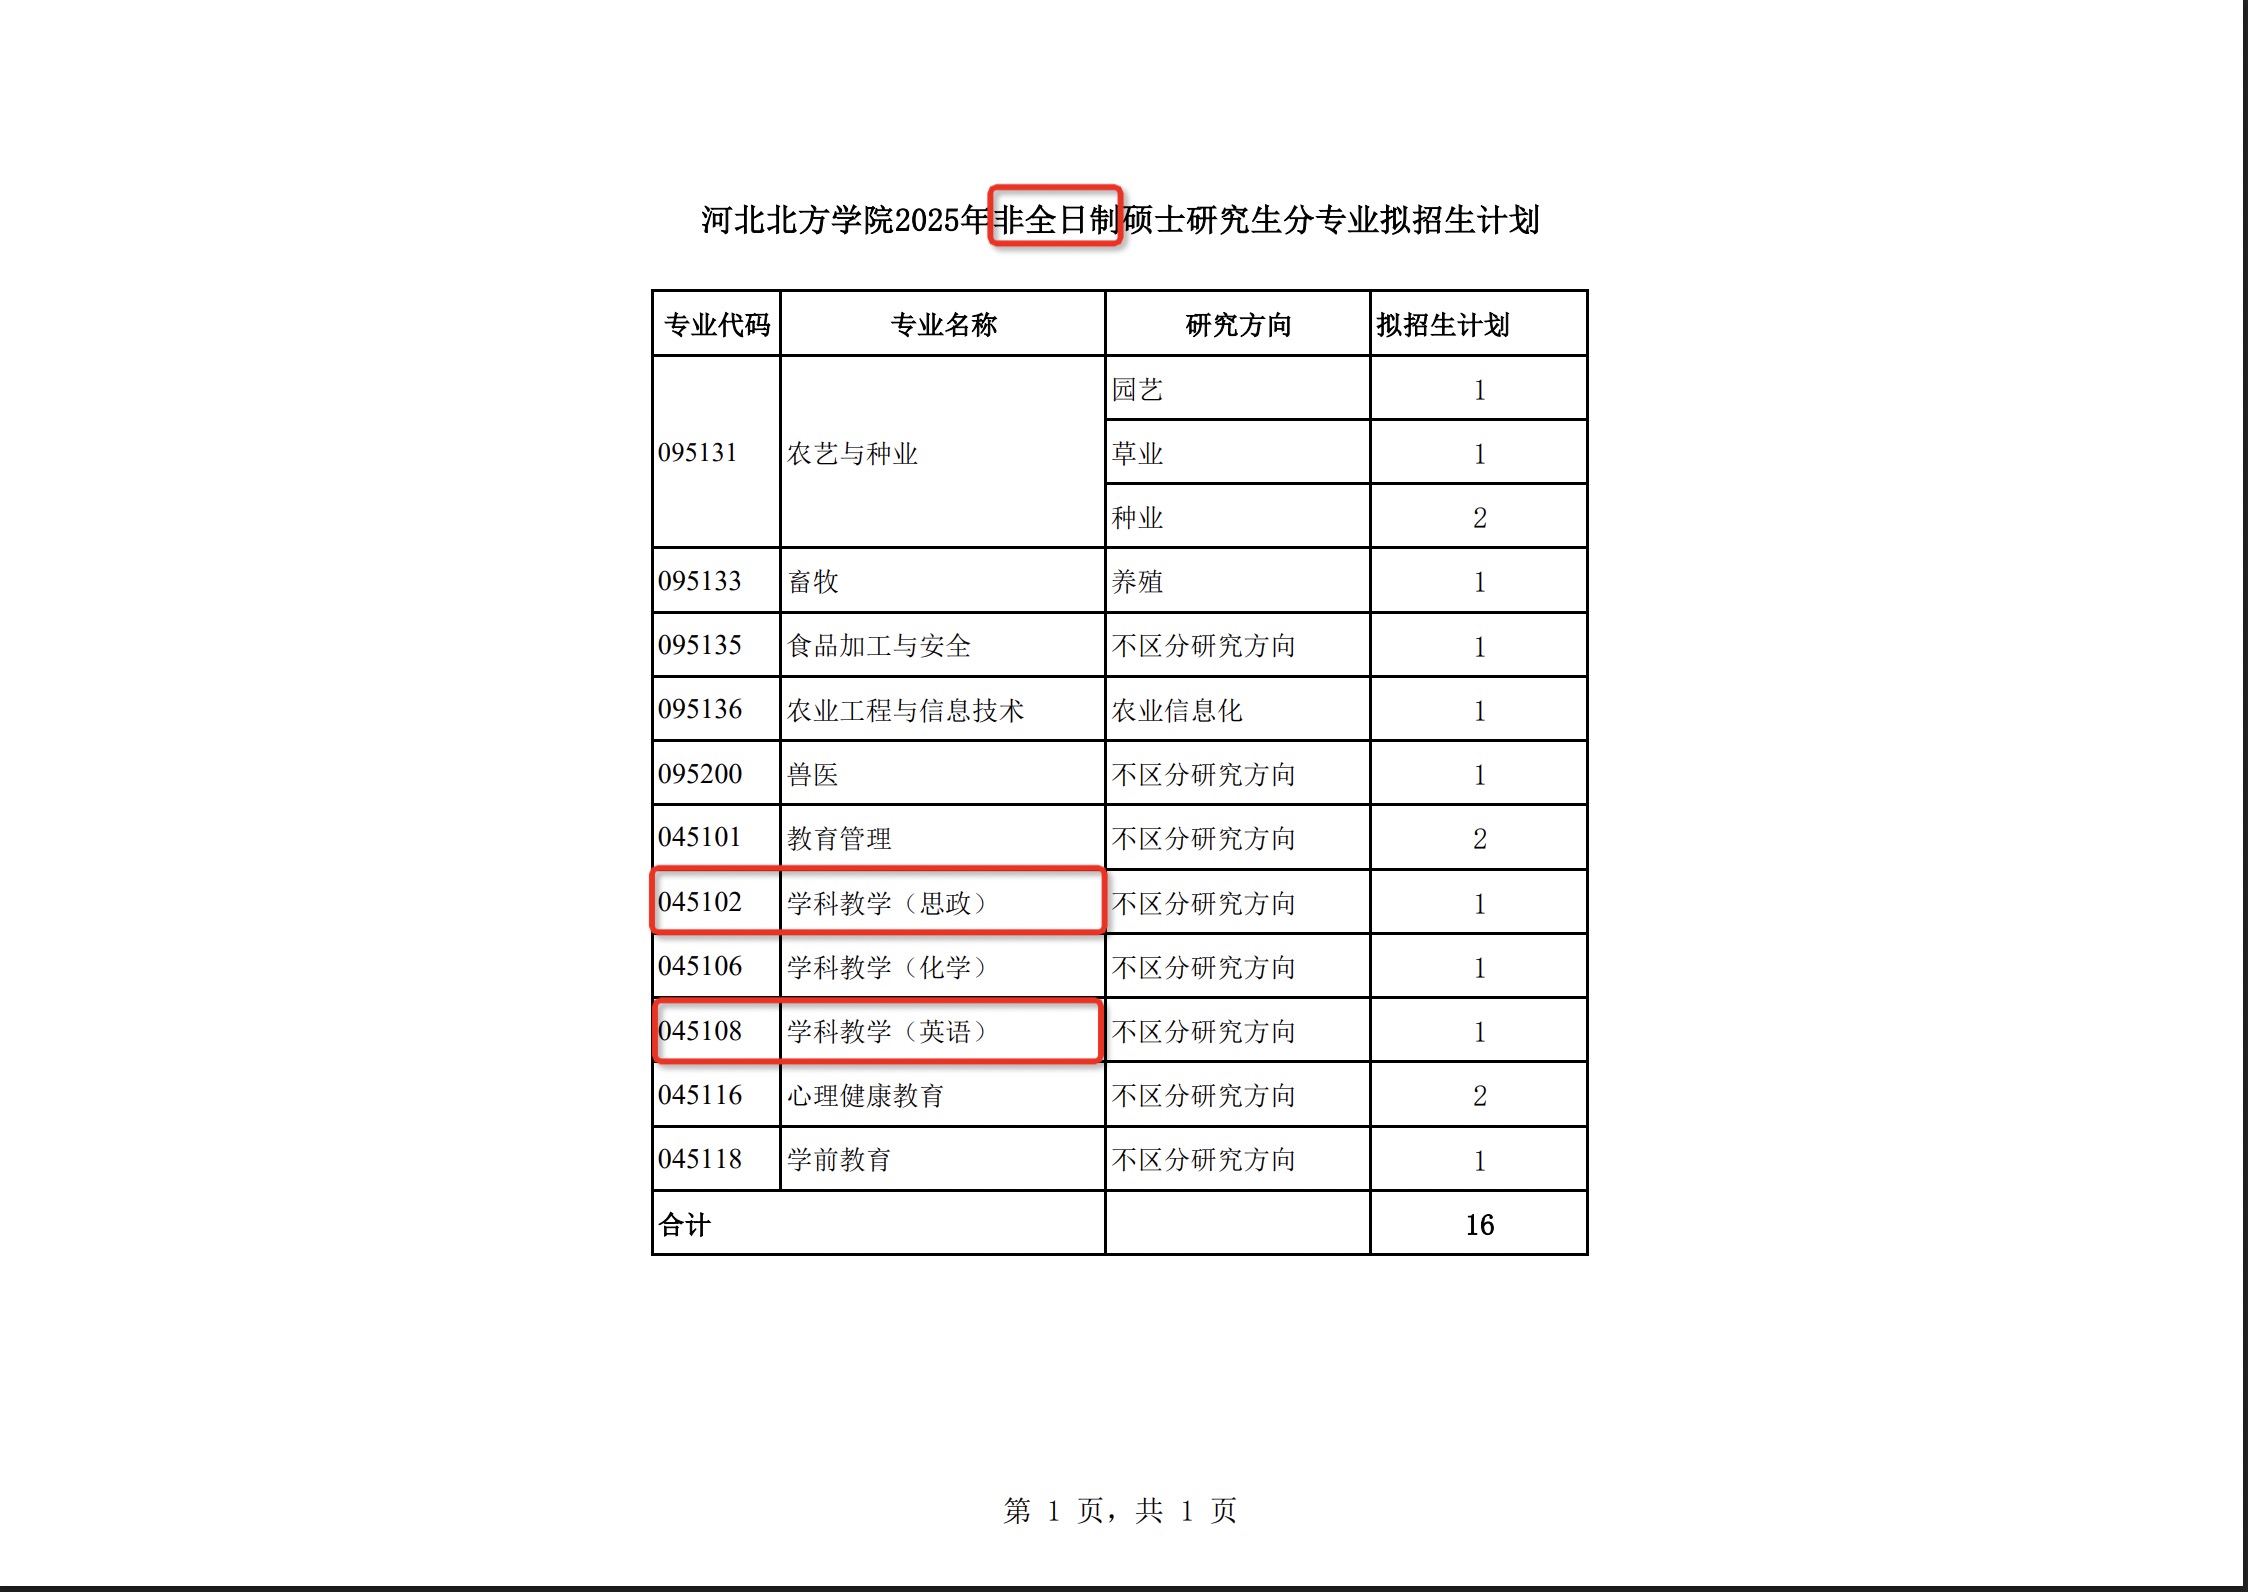 河北北方学院2025年非全日制硕士研究生分专业拟招生计划
专业代码 专业名称 研究方向 拟招生计划
095131 农艺与种业 园艺 1
草业 1
种业 2
095133 畜牧 养殖 1
095135 食品加工与安全 不区分研究方向 1
095136 农业工程与信息技术 农业信息化 1
095200 兽医 不区分研究方向 1
045101 教育管理 不区分研究方向 2
045102 学科教学（思政） 不区分研究方向 1
045106 学科教学（化学） 不区分研究方向 1
045108 学科教学（英语） 不区分研究方向 1
045116 心理健康教育 不区分研究方向 2
045118 学前教育 不区分研究方向 1
合计 16
第 1 页，共 1 页